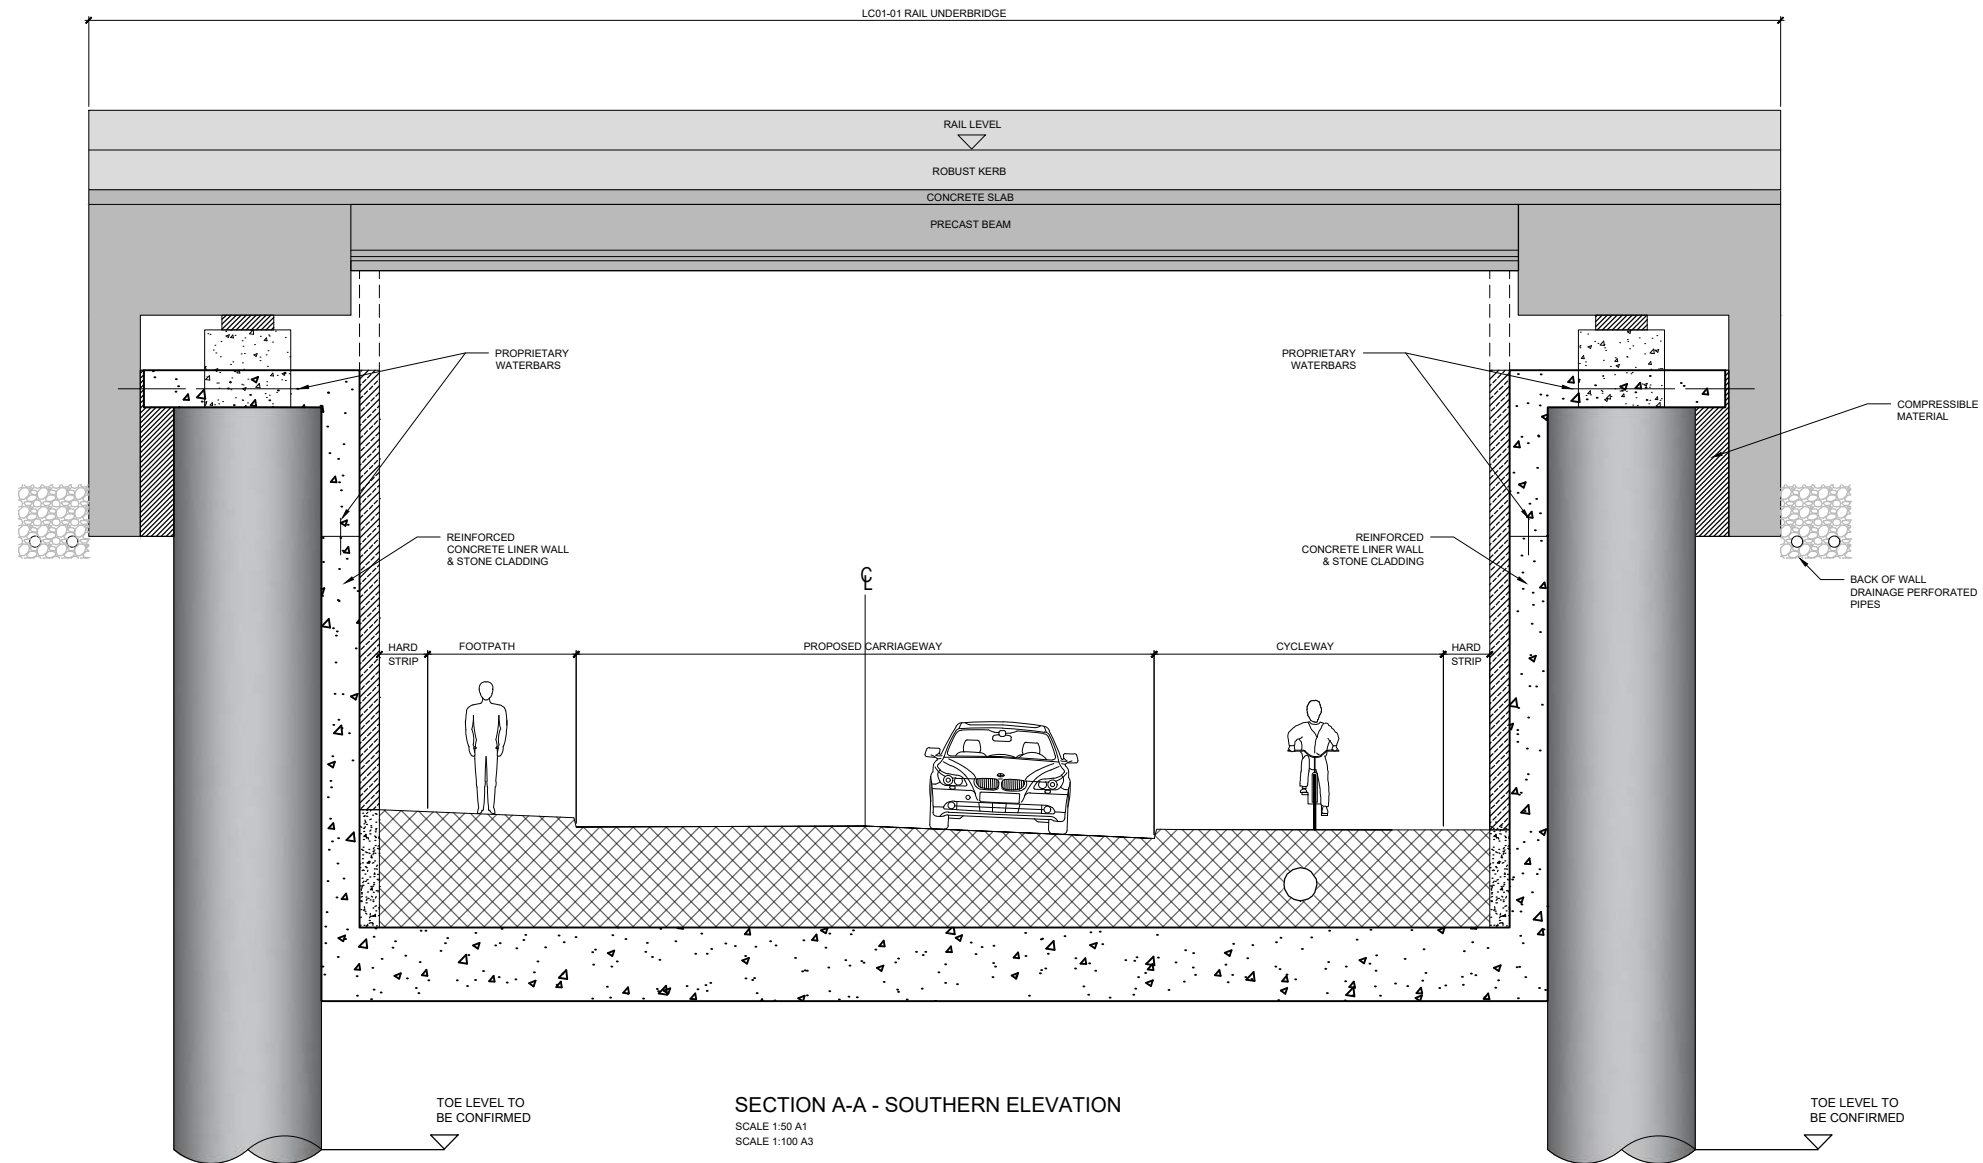 LC01-01 RAIL UNDERBRIDGE
RAIL LEVEL
ROBUST KERB
CONCRETE SLAB
PRECAST BEAM
PROPRIETARY
WATERBARS
PROPRIETARY
WATERBARS
COMPRESSIBLE
MATERIAL
REINFORCED
CONCRETE LINER WALL
& STONE CLADDING
REINFORCED
CONCRETE LINER WALL
& STONE CLADDING
BACK OF WALL
DRAINAGE PERFORATED
PIPES
CL
HARD
STRIP
FOOTPATH
PROPOSED CARRIAGEWAY
CYCLEWAY
HARD
STRIP
TOE LEVEL TO
BE CONFIRMED
SECTION A-A - SOUTHERN ELEVATION
SCALE 1:50 A1
SCALE 1:100 A3
TOE LEVEL TO
BE CONFIRMED